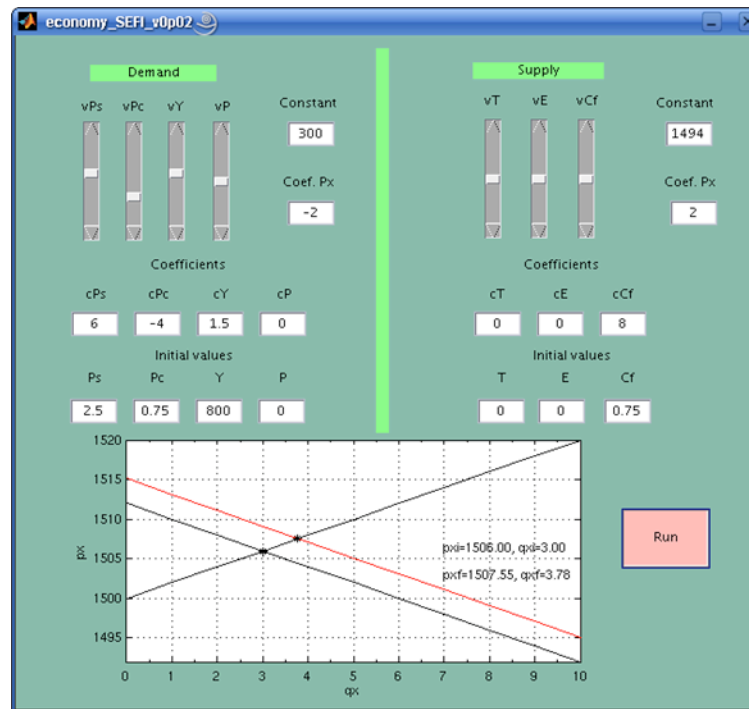 economy_SEFI_v0p02
Demand
Supply
vPs vPc vY vP
Constant
300
Coef. Px
-2
vT vE vCf
Constant
1494
Coef. Px
2
Coefficients
cPs cPc cY cP
6 -4 1.5 0
Initial values
Ps Pc Y P
2.5 0.75 800 0
Coefficients
cT cE cCf
0 0 8
Initial values
T E Cf
0 0 0.75
1520
1515
1510
1505
1500
1495
px
pxi=1506.00, qxi=3.00
pxf=1507.55, qxf=3.78
0 1 2 3 4 5 6 7 8 9 10
qx
Run